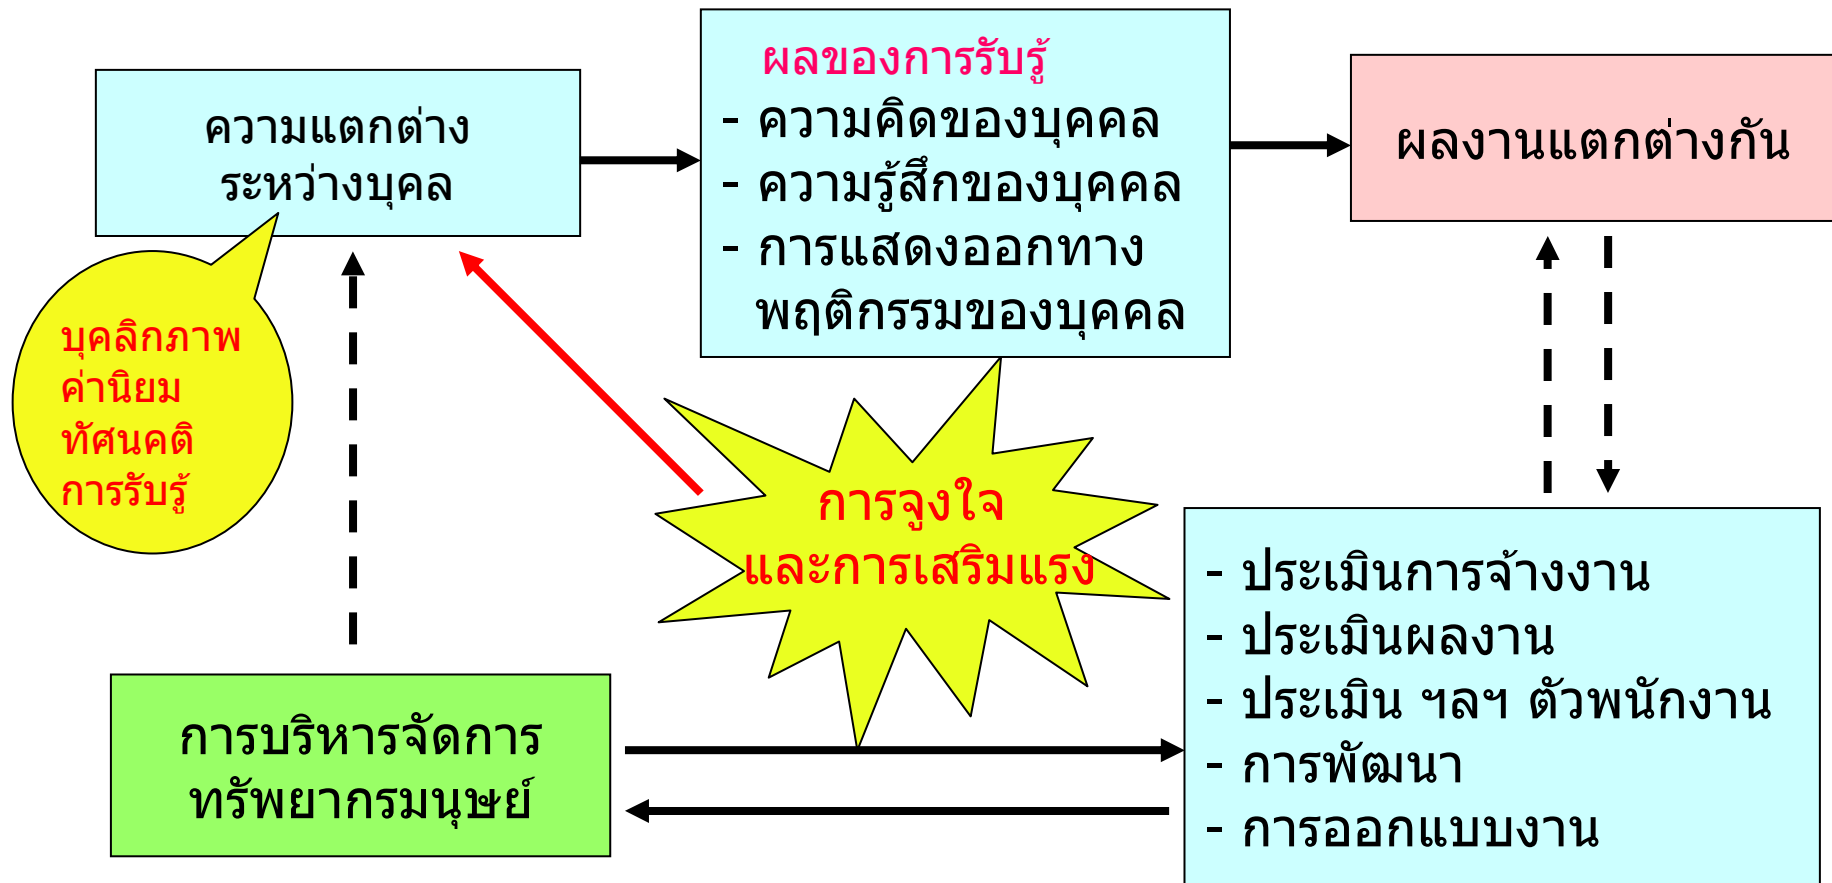 ความแตกต่าง
ระหว่างบุคล
ผลของการรับรู้
- ความคิดของบุคคล
- ความรู้สึกของบุคคล
- การแสดงออกทาง
พฤติกรรมของบุคคล
ผลงานแตกต่างกัน
บุคลิกภาพ
ค่านิยม
ทัศนคติ
การรับรู้
การจูงใจ
และการเสริมแรง
การบริหารจัดการ
ทรัพยากรมนุษย์
- ประเมินการจ้างงาน
- ประเมินผลงาน
- ประเมิน ฯลฯ ตัวพนักงาน
- การพัฒนา
- การออกแบบงาน